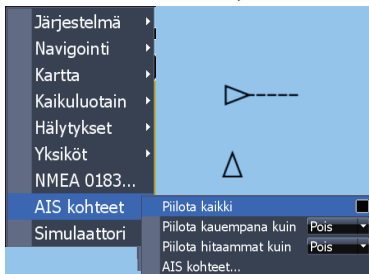 Järjestelmä
Navigointi
Kartta
Kaikuluotain
Hälytykset
Yksiköt
NMEA 0183...
AIS kohteet
Simulaattori
Piilota kaikki
Piilota kauempana kuin Pois
Piilota hitaammat kuin Pois
AIS kohteet...